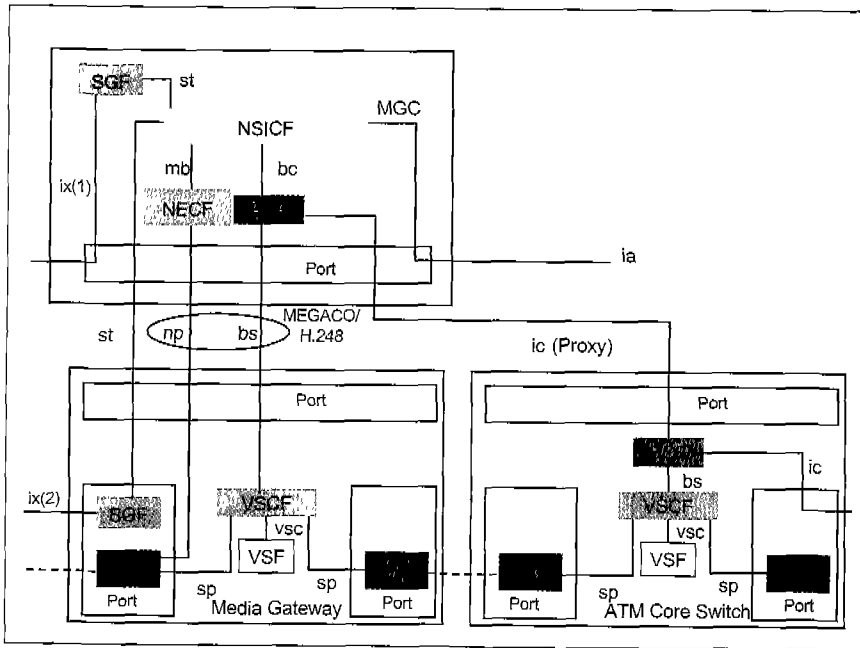 SGF
st
MGC
NSICF
mb
bc
ix(1)
NECF
Port
ia
MEGACO/
H.248
st
np
bs
ic (Proxy)
Port
Port
bs
ic
ix(2)
SGF
VSCF
VSCF
vsc
vsc
VSF
VSF
sp
sp
sp
sp
Port
Media Gateway
Port
Port
ATM Core Switch
Port